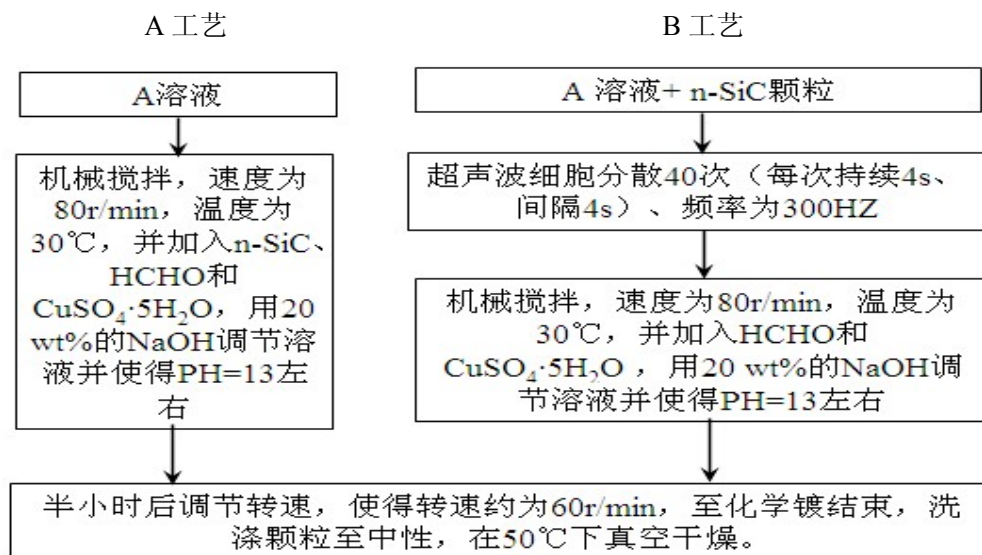 A 工艺
B 工艺
A溶液
机械搅拌，速度为
80r/min，温度为
30℃，并加入n-SiC、
HCHO和
CuSO₄·5H₂O，用20
wt%的NaOH调节溶
液并使得PH=13左
右
A 溶液+ n-SiC颗粒
超声波细胞分散40次（每次持续4s、
间隔4s）、频率为300HZ
机械搅拌，速度为80r/min，温度为
30℃，并加入HCHO和
CuSO₄·5H₂O ，用20 wt%的NaOH调
节溶液并使得PH=13左右
半小时后调节转速，使得转速约为60r/min，至化学镀结束，洗
涤颗粒至中性，在50℃下真空干燥。